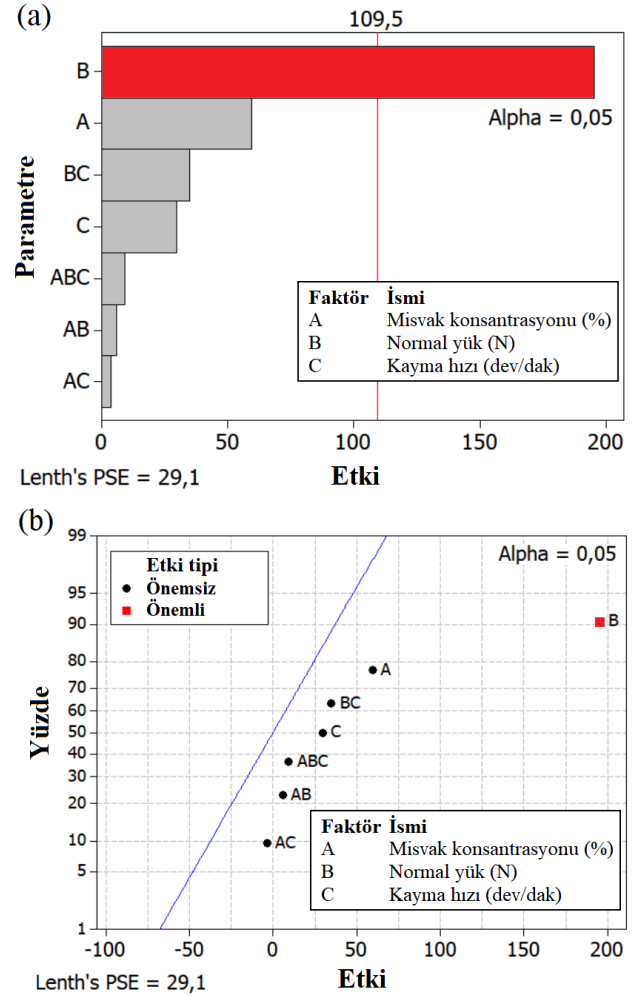 (a)
109,5
B
A
BC
C
ABC
AB
AC
Parametre
Alpha = 0,05
Faktör İsmi
A Misvak konsantrasyonu (%)
B Normal yük (N)
C Kayma hızı (dev/dak)
0 50 100 150 200
Lenth's PSE = 29,1
Etki
(b)
99
95
90
80
70
60
50
40
30
20
10
5
1
Yüzde
Etki tipi
Önemsiz
Önemli
Alpha = 0,05
B
A
BC
C
ABC
AB
AC
Faktör İsmi
A Misvak konsantrasyonu (%)
B Normal yük (N)
C Kayma hızı (dev/dak)
-100 -50 0 50 100 150 200
Lenth's PSE = 29,1
Etki